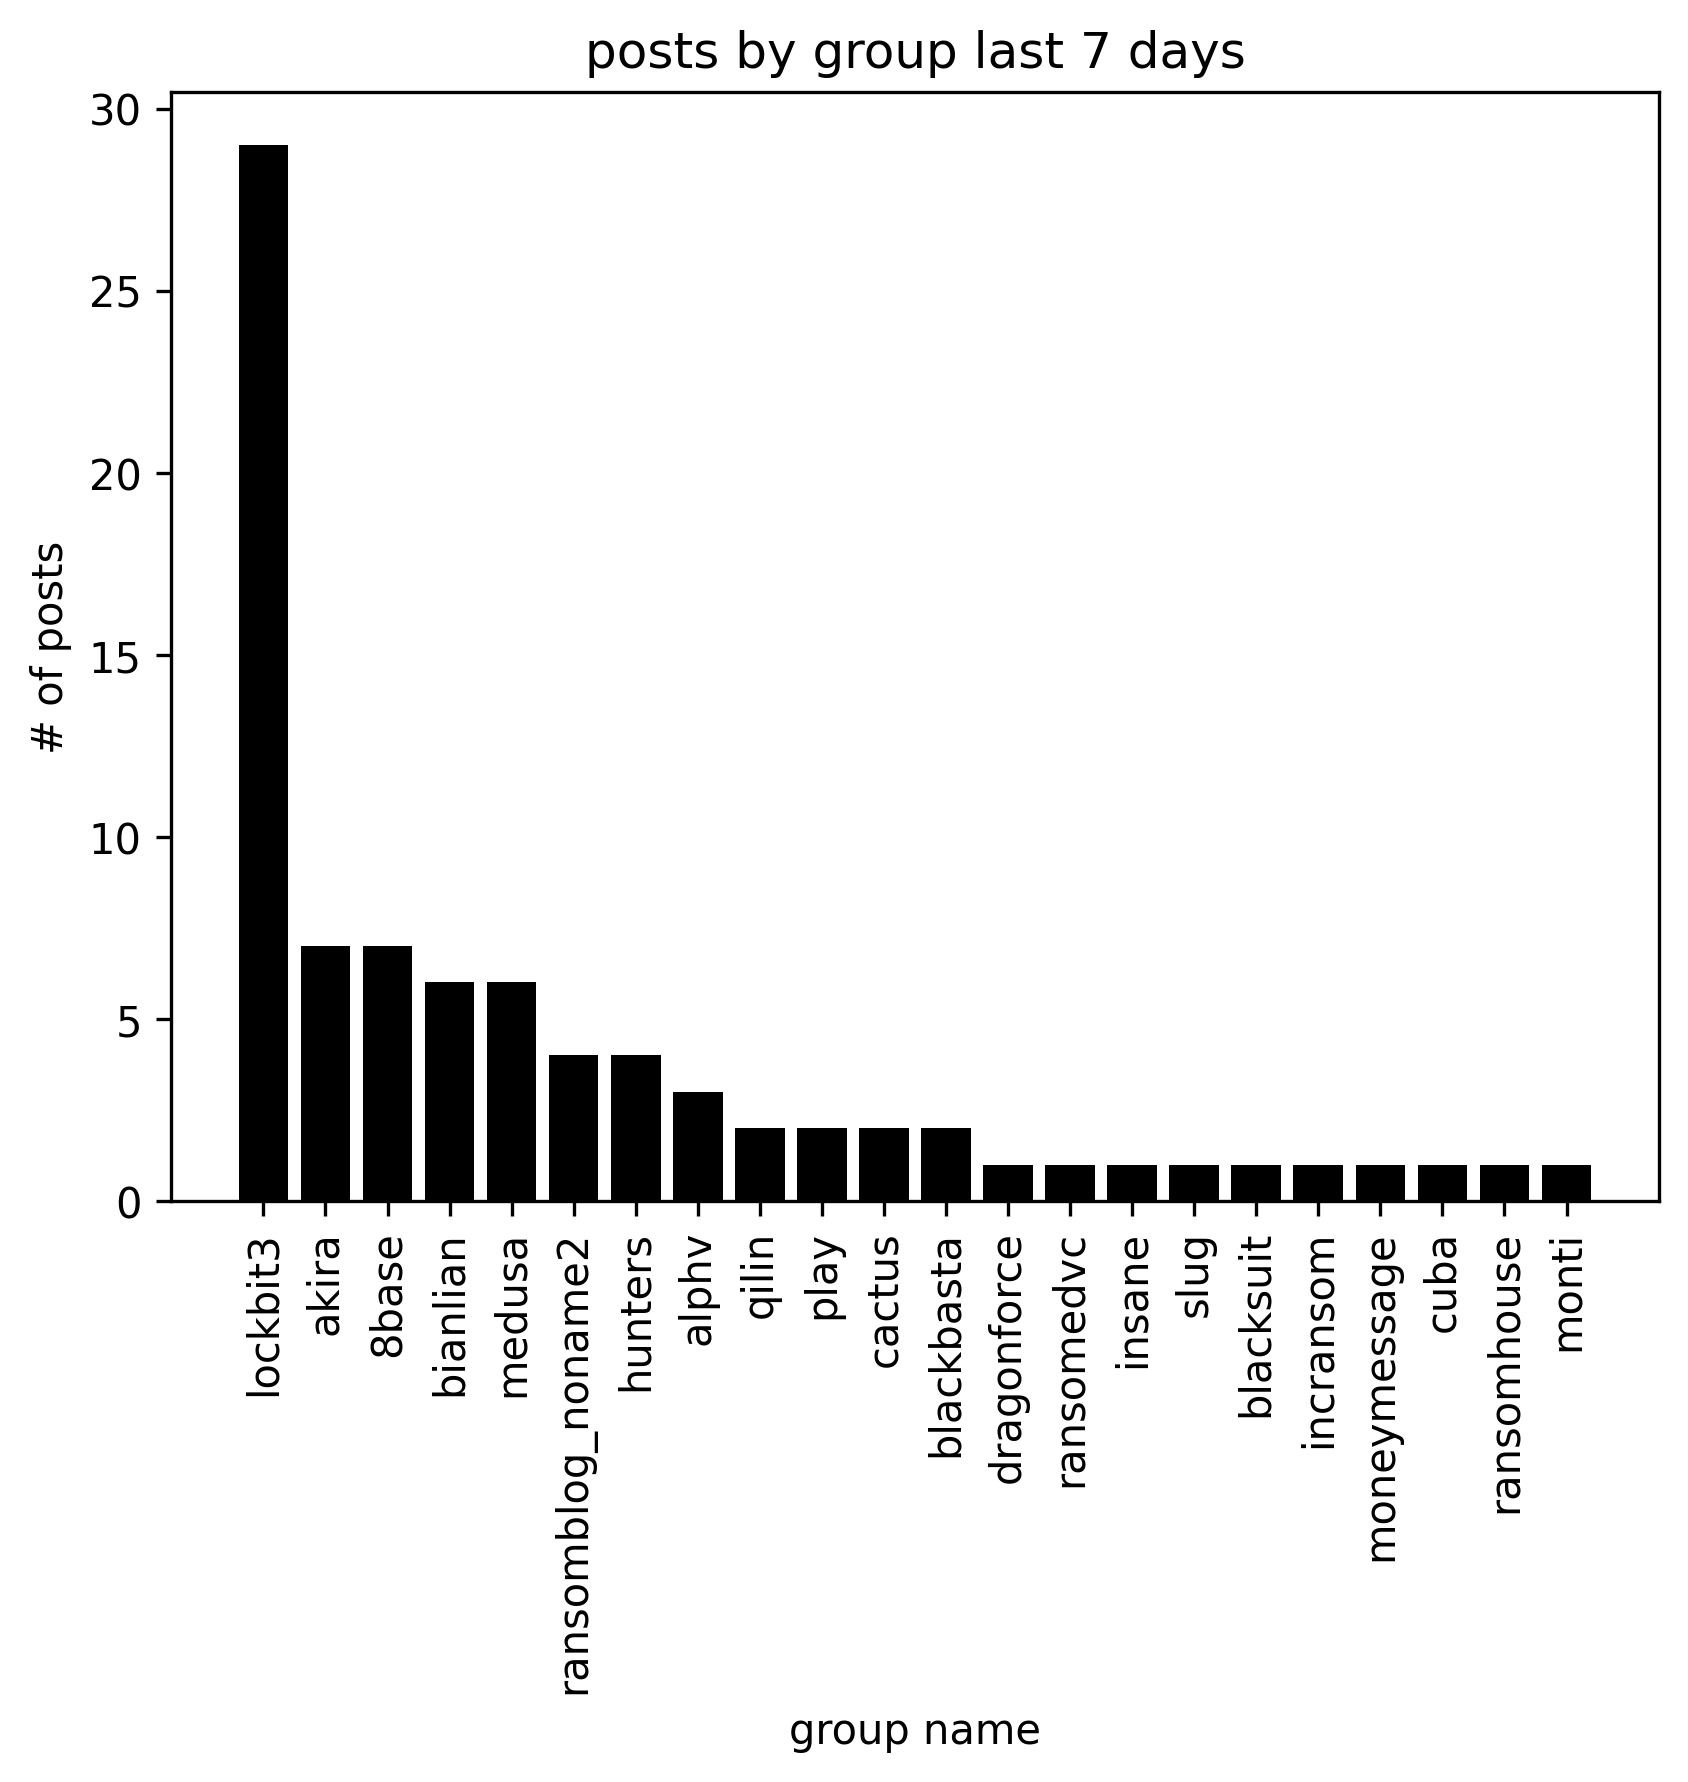 posts by group last 7 days
30
25
20
15
10
5
0
# of posts
lockbit3
akira
8base
bianlian
medusa
ransomblog_noname2
hunters
alphv
qilin
play
cactus
blackbasta
dragonforce
ransomedvc
insane
slug
blacksuit
incransom
moneymessage
cuba
ransomhouse
monti
group name